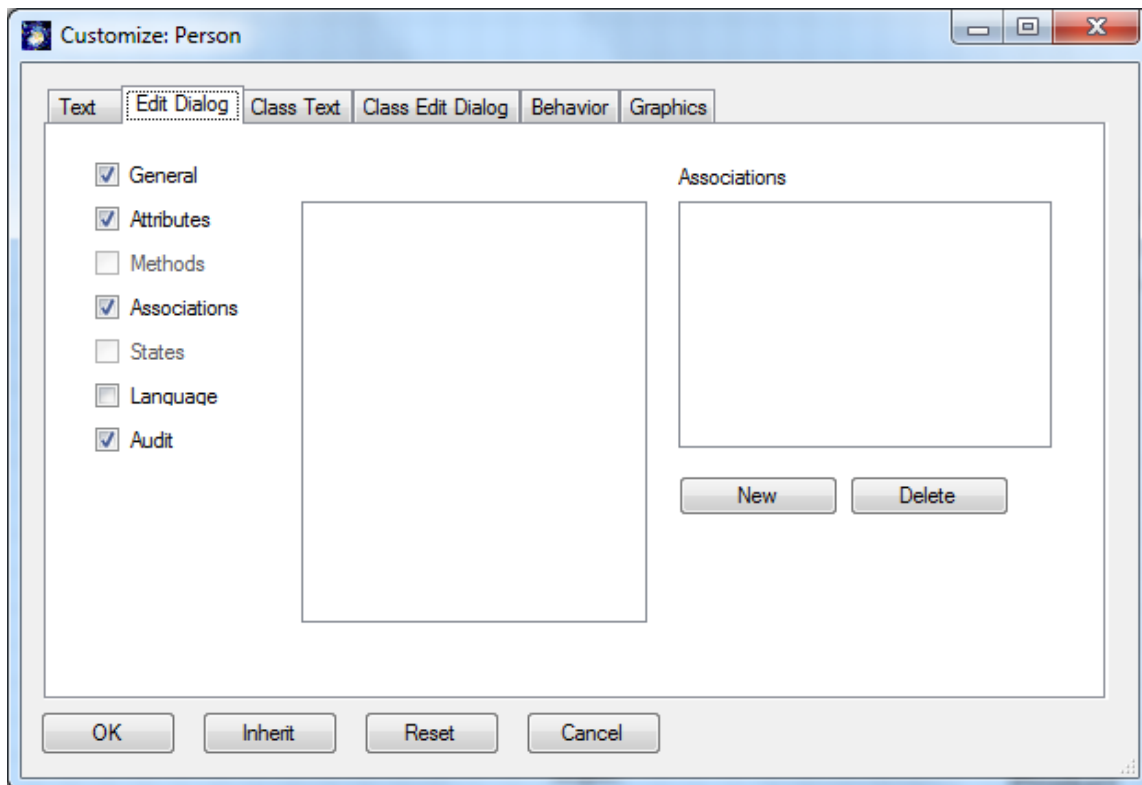 Customize: Person
Text
Edit Dialog
Class Text
Class Edit Dialog
Behavior
Graphics
General
Attributes
Methods
Associations
States
Language
Audit
Associations
New
Delete
OK
Inherit
Reset
Cancel